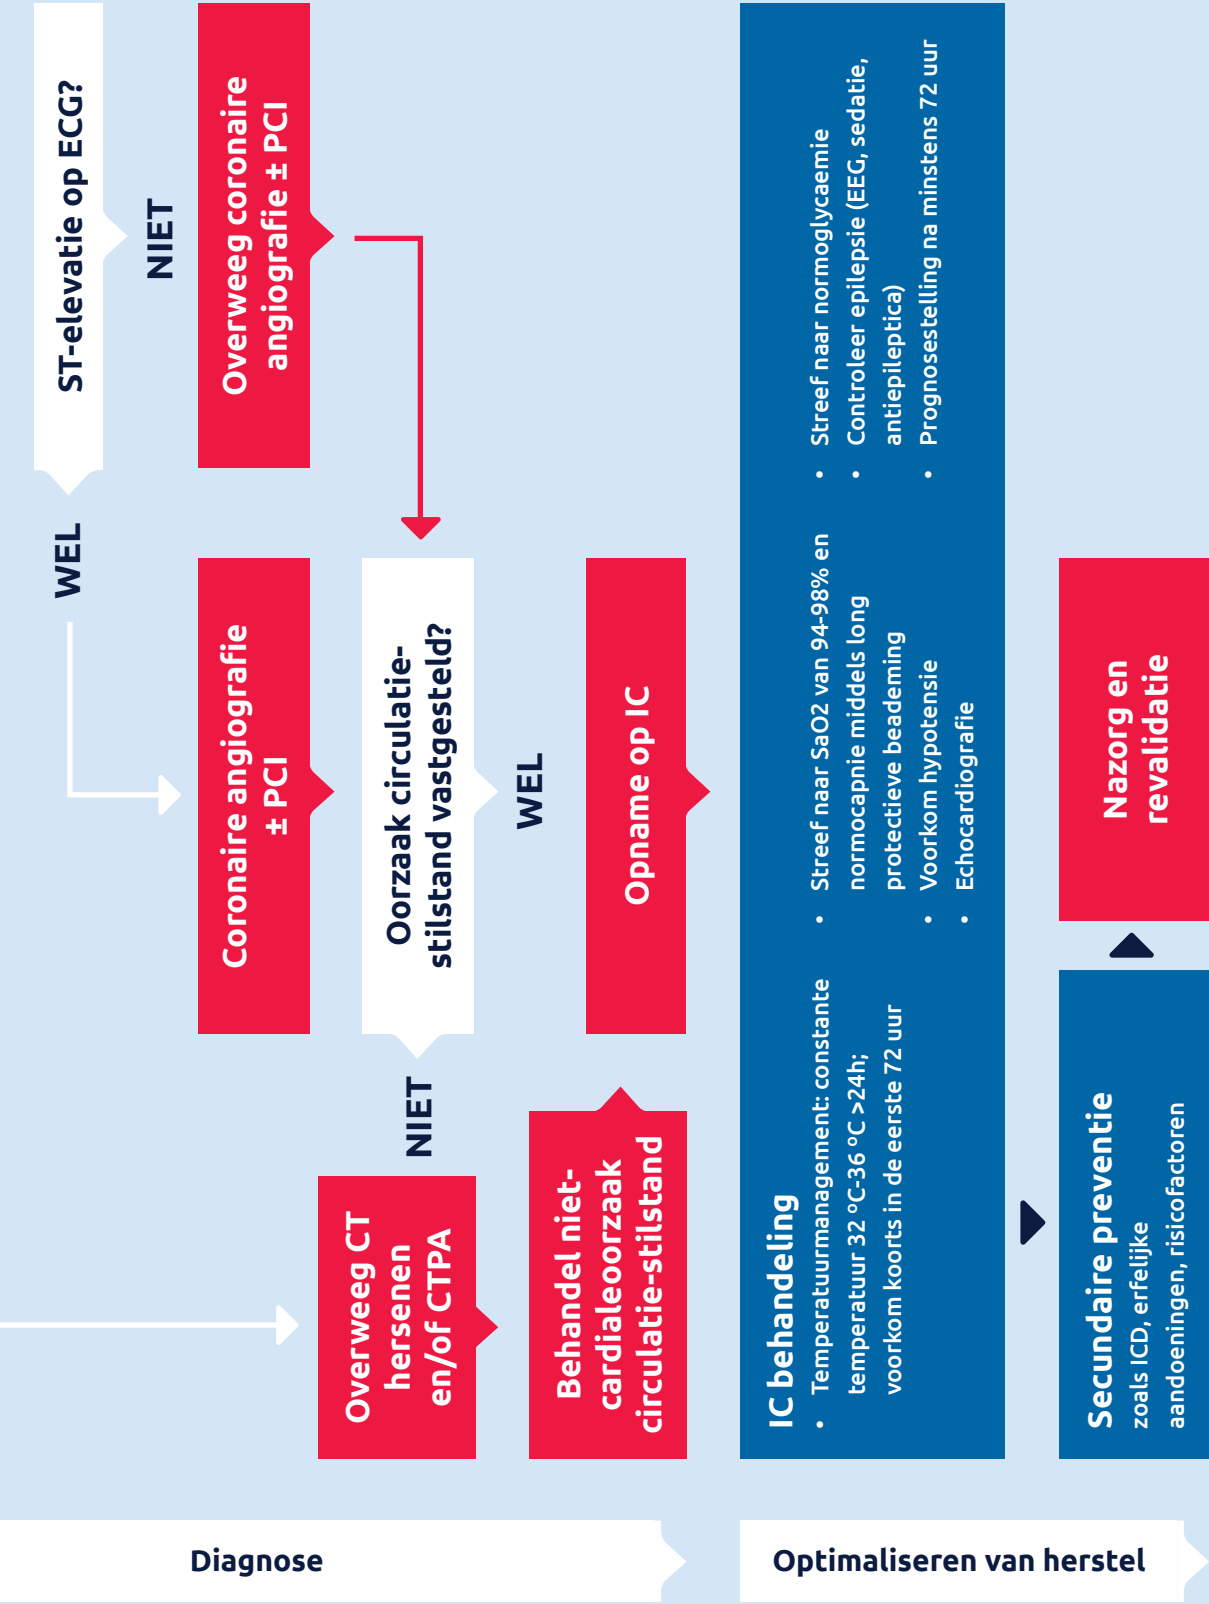 ST-elevatie op ECG?
WEL
NIET
Coronaire angiografie
± PCI
Overweeg coronaire
angiografie ± PCI
Oorzaak circulatie-
stilstand vastgesteld?
NIET
WEL
Overweeg CT
hersenen
en/of CTPA
Behandel niet-
cardialeoorzaak
circulatie-stilstand
Opname op IC
Diagnose
IC behandeling
• Temperatuurmanagement: constante
temperatuur 32 °C-36 °C >24h;
voorkom koorts in de eerste 72 uur
• Streef naar SaO2 van 94-98% en
normocapnie middels long
protectieve beademing
• Voorkom hypotensie
• Echocardiografie
• Streef naar normoglycaemie
• Controleer epilepsie (EEG, sedatie,
antiepileptica)
• Prognosestelling na minstens 72 uur
Secundaire preventie
zoals ICD, erfelijke
aandoeningen, risicofactoren
Nazorg en
revalidatie
Optimaliseren van herstel